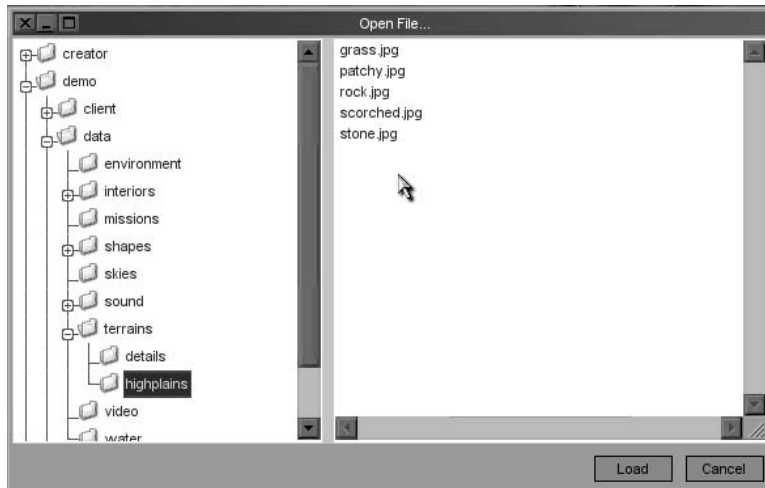 Open File...
creator
demo
client
data
environment
interiors
missions
shapes
skies
sound
terrains
details
highplains
video
water
grass.jpg
patchy.jpg
rock.jpg
scorched.jpg
stone.jpg
Load
Cancel